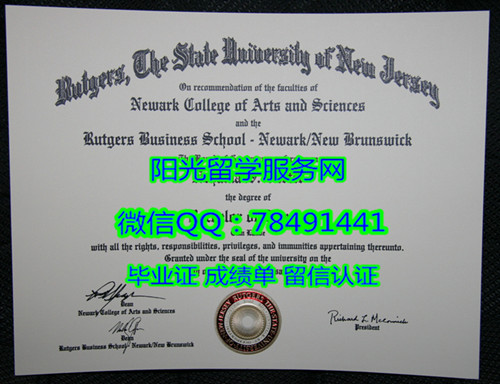 Rutgers, The State University of New Jersey
On recommendation of the faculties of
Newark College of Arts and Sciences
and the
Rutgers Business School - Newark/New Brunswick
阳光留学服务网
the degree of
微信QQ：78491441
with all the rights, responsibilities, privileges, and immunities appertaining thereunto.
Granted under the seal of the university on the
毕业证 成绩单 留信认证
Dean
Newark College of Arts and Sciences
Dean
Rutgers Business School - Newark/New Brunswick
Richard L. McCormick
President